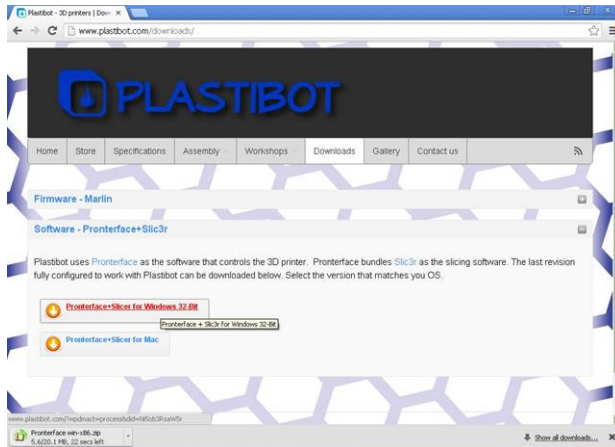 Plastibot - 3D printers | Dow
www.plastibot.com/downloads/
PLASTIBOT
Home Store Specifications Assembly Workshops Downloads Gallery Contact us
Firmware - Marlin
Software - Pronterface+Slic3r
Plastibot uses Pronterface as the software that controls the 3D printer. Pronterface bundles Slic3r as the slicing software. The last revision
fully configured to work with Plastibot can be downloaded below. Select the version that matches you OS.
Pronterface+Slicer for Windows 32-Bit
Pronterface + Slic3r for Windows 32-Bit
Pronterface+Slicer for Mac
Pronterface win-x86.zip
5.6/20.1 MB, 22 secs left
Show all downloads...